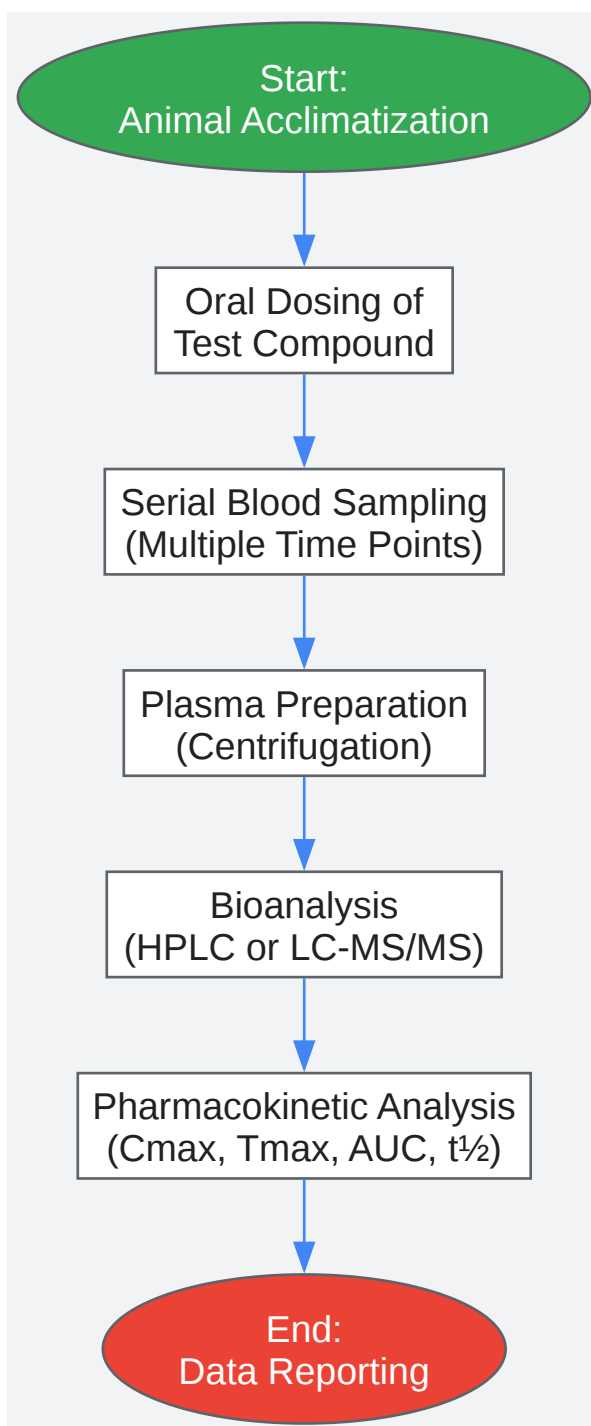 Start:
Animal Acclimatization
Oral Dosing of
Test Compound
Serial Blood Sampling
(Multiple Time Points)
Plasma Preparation
(Centrifugation)
Bioanalysis
(HPLC or LC-MS/MS)
Pharmacokinetic Analysis
(Cmax, Tmax, AUC, t½)
End:
Data Reporting